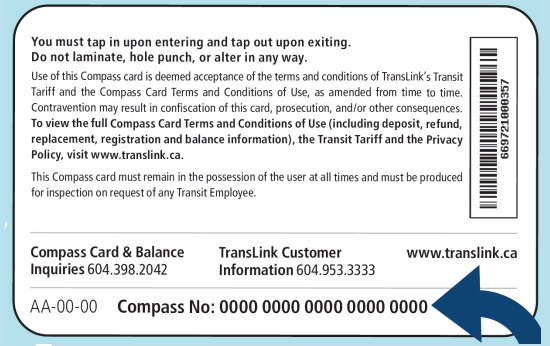 You must tap in upon entering and tap out upon exiting.
Do not laminate, hole punch, or alter in any way.
Use of this Compass card is deemed acceptance of the terms and conditions of TransLink's Transit
Tariff and the Compass Card Terms and Conditions of Use, as amended from time to time.
Contravention may result in confiscation of this card, prosecution, and/or other consequences.
To view the full Compass Card Terms and Conditions of Use (including deposit, refund,
replacement, registration and balance information), the Transit Tariff and the Privacy
Policy, visit www.translink.ca.
This Compass card must remain in the possession of the user at all times and must be produced
for inspection on request of any Transit Employee.
669721000357
Compass Card & Balance
Inquiries 604.398.2042
TransLink Customer
Information 604.953.3333
www.translink.ca
AA-00-00 Compass No: 0000 0000 0000 0000 0000